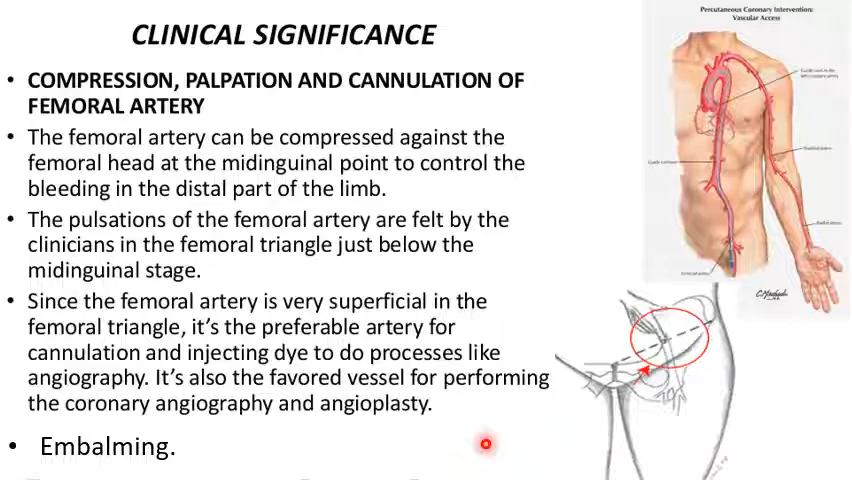 CLINICAL SIGNIFICANCE
• COMPRESSION, PALPATION AND CANNULATION OF
FEMORAL ARTERY
• The femoral artery can be compressed against the
femoral head at the midinguinal point to control the
bleeding in the distal part of the limb.
• The pulsations of the femoral artery are felt by the
clinicians in the femoral triangle just below the
midinguinal stage.
• Since the femoral artery is very superficial in the
femoral triangle, it's the preferable artery for
cannulation and injecting dye to do processes like
angiography. It's also the favored vessel for performing
the coronary angiography and angioplasty.
• Embalming.
Percutaneous Coronary Intervention:
Vascular Access